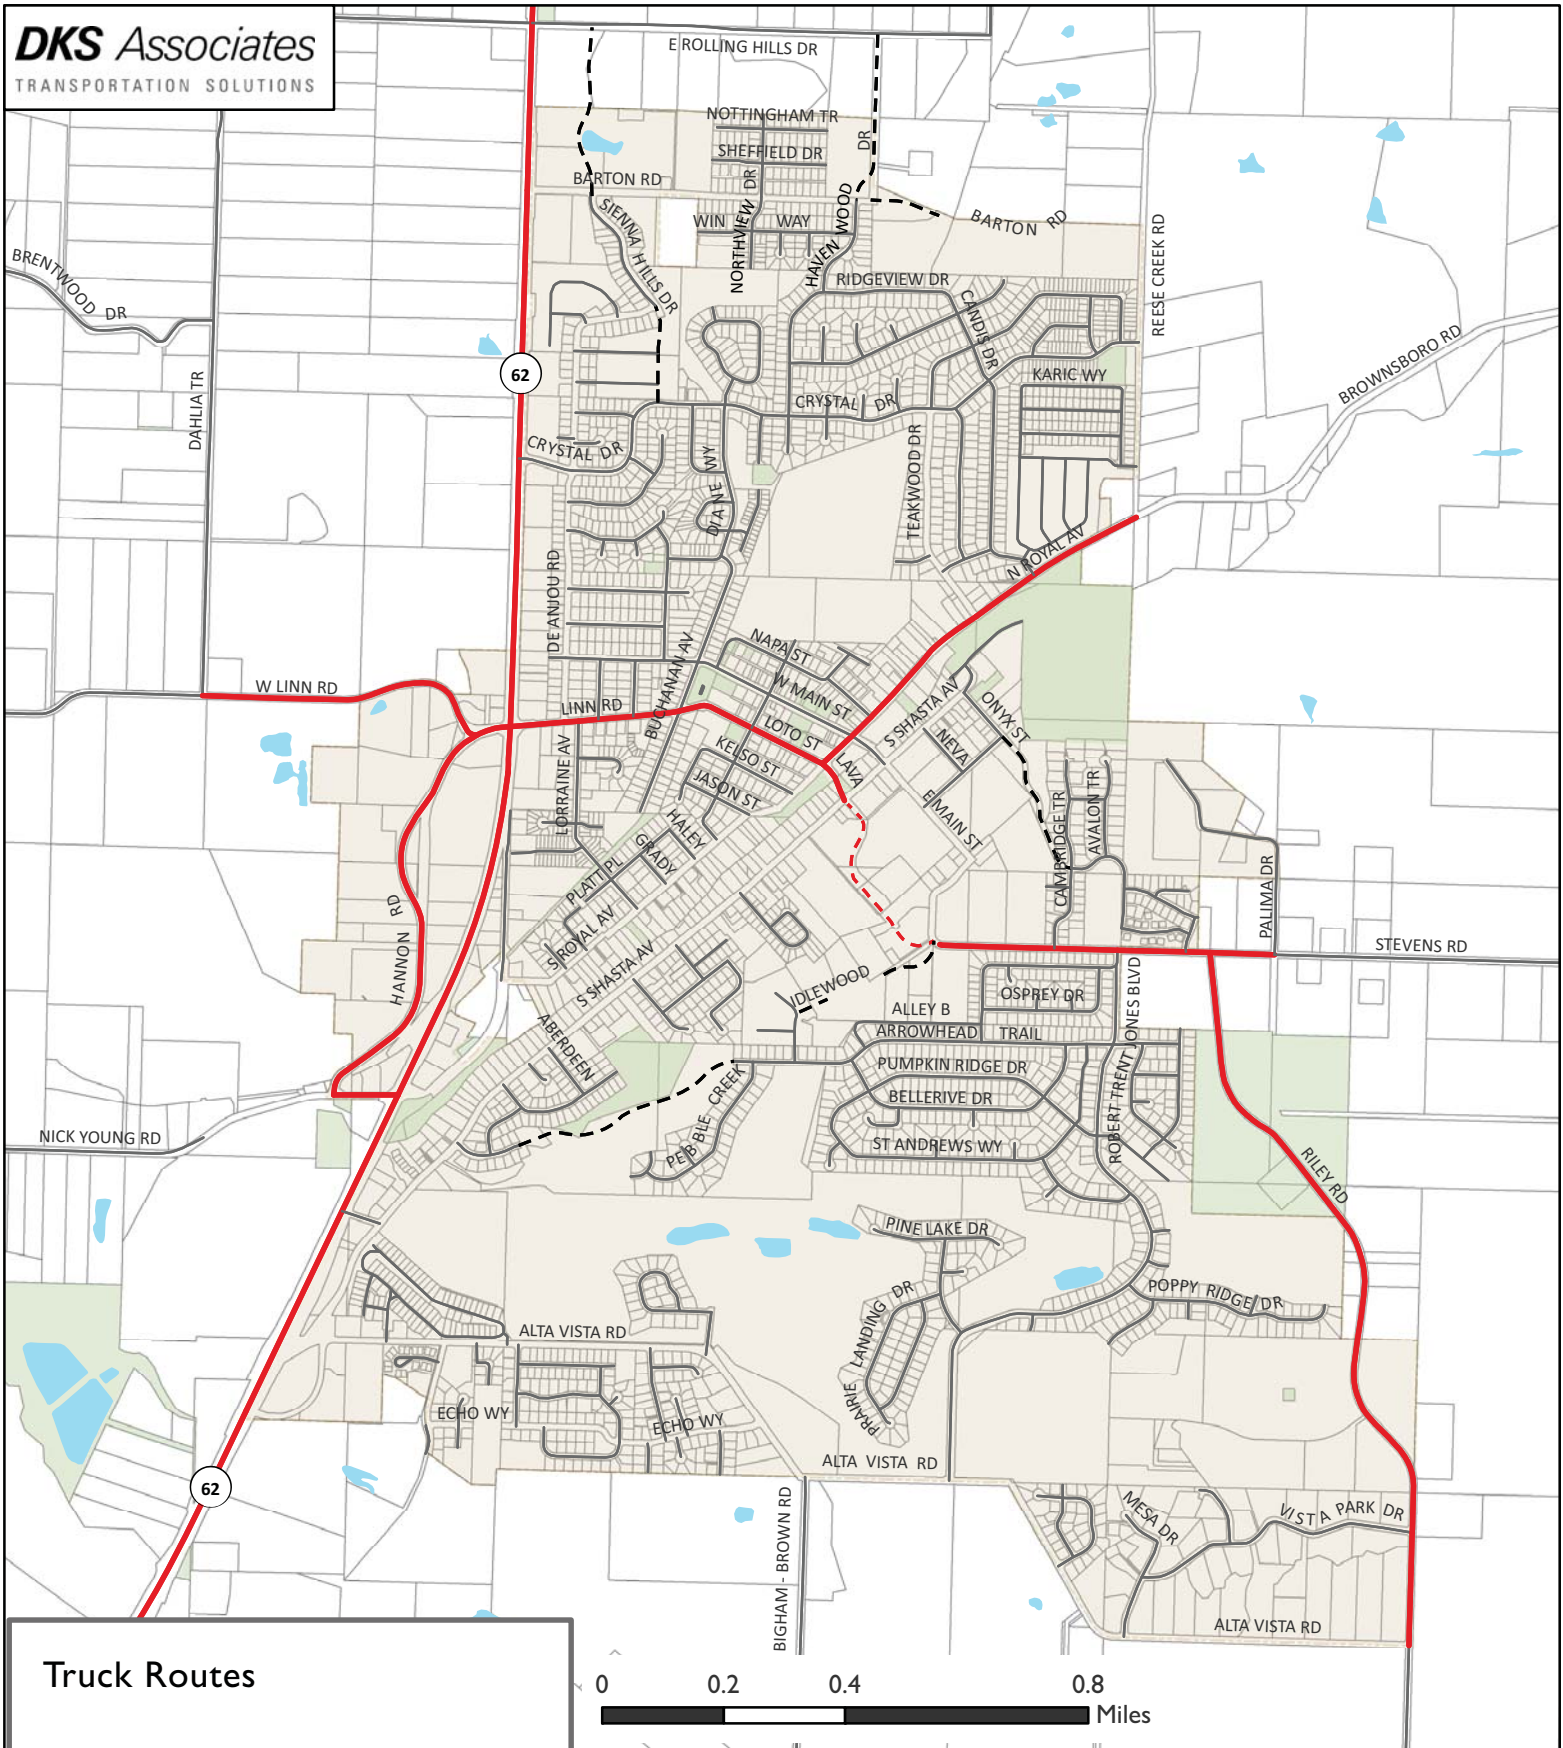 DKS Associates
TRANSPORTATION SOLUTIONS
E ROLLING HILLS DR
NOTTINGHAM TR
SHEFFIELD DR
DR
DR
BARTON RD
SIENNA HILLS DR
WIN WAY
NORTHVIEW
HAVEN WOOD
BARTON RD
REESE CREEK RD
BRENTWOOD DR
RIDGEVIEW DR
CANDIS DR
BROWNSBORO RD
62
DAHLIA TR
KARIC WY
CRYSTAL DR
CRYSTAL DR
DIANE WY
TEAKWOOD DR
N ROYAL AV
DE ANJOU RD
NAPA ST
BUCHANAN AV
W LINN RD
W MAIN ST
LINN RD
LOTO ST
S SHASTA AV
ONYX ST
NEVA
KELSO ST
LAVA
LORRAINE AV
JASON ST
E MAIN ST
CAMBRIDGE TR
AVALON TR
HALEY
GRADY
PLATT PL
PALIMA DR
S ROYAL AV
HANNON RD
STEVENS RD
S SHASTA AV
IDLEWOOD
OSPREY DR
ALLEY B
ARROWHEAD TRAIL
ROBERT TRENT JONES BLVD
ABERDEEN
PUMPKIN RIDGE DR
BELLERIVE DR
PEBBLE CREEK
NICK YOUNG RD
ST ANDREWS WY
RILEY RD
PINE LAKE DR
POPPY RIDGE DR
PRAIRIE LANDING DR
ALTA VISTA RD
ECHO WY
ECHO WY
ALTA VISTA RD
62
BIGHAM - BROWN RD
MESA DR
VISTA PARK DR
ALTA VISTA RD
Truck Routes
0 0.2 0.4 0.8
Miles